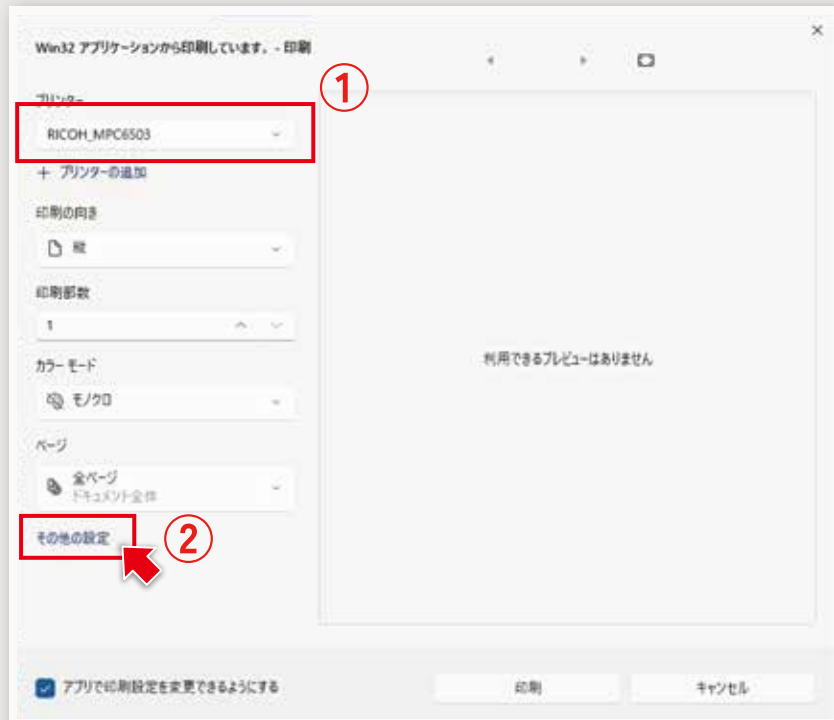 Win32 アプリケーションから印刷しています。 - 印刷
①
プリンター
RICOH_MPC6503
+ プリンターの追加
印刷の向き
縦
印刷部数
1
カラー モード
モノクロ
ページ
全ページ
ドキュメント全体
その他の設定
②
利用できるプレビューはありません
アプリで印刷設定を変更できるようにする
印刷
キャンセル